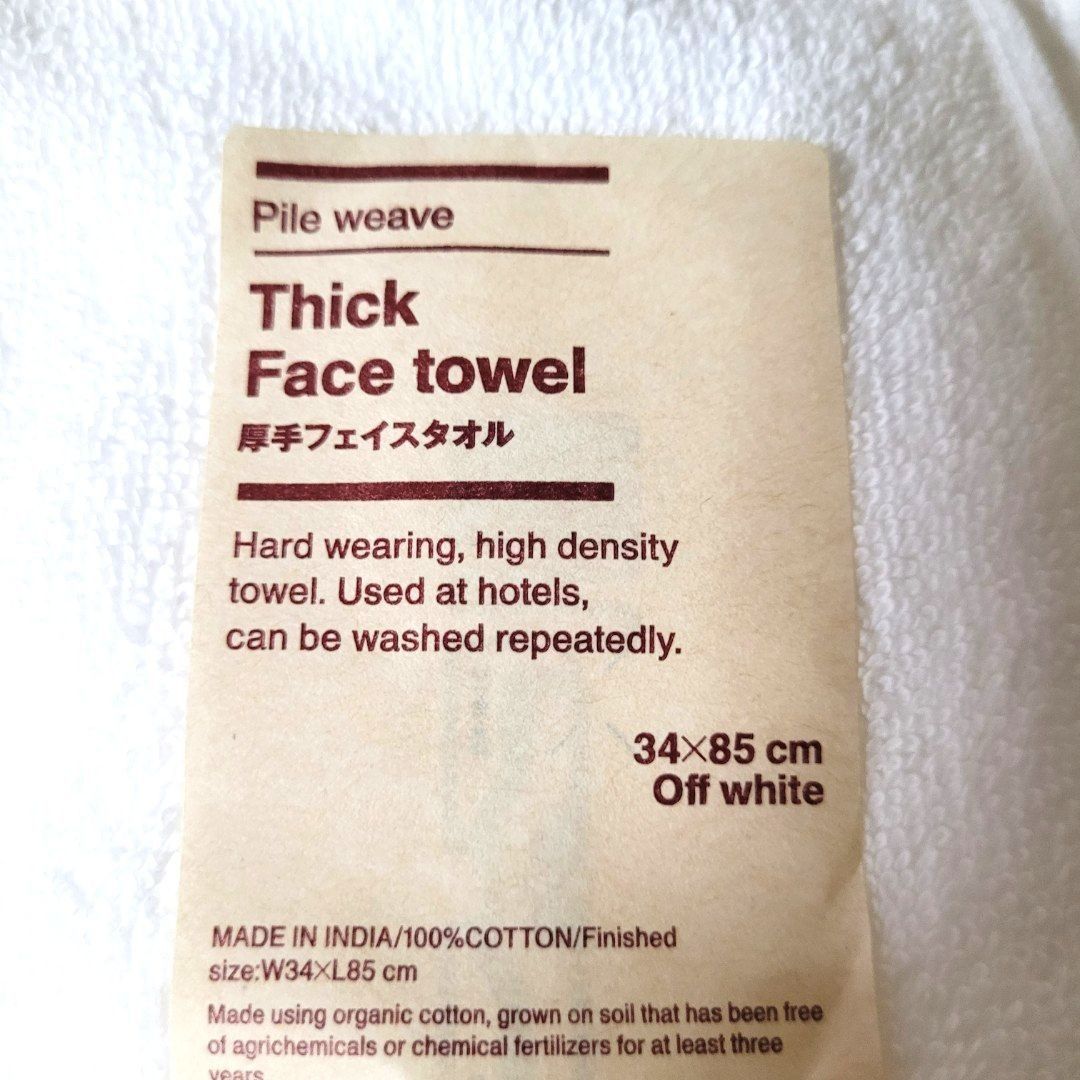 Pile weave
Thick
Face towel
厚手フェイスタオル
Hard wearing, high density
towel. Used at hotels,
can be washed repeatedly.
34×85 cm
Off white
MADE IN INDIA/100%COTTON/Finished
size:W34×L85 cm
Made using organic cotton, grown on soil that has been free
of agrichemicals or chemical fertilizers for at least three
years